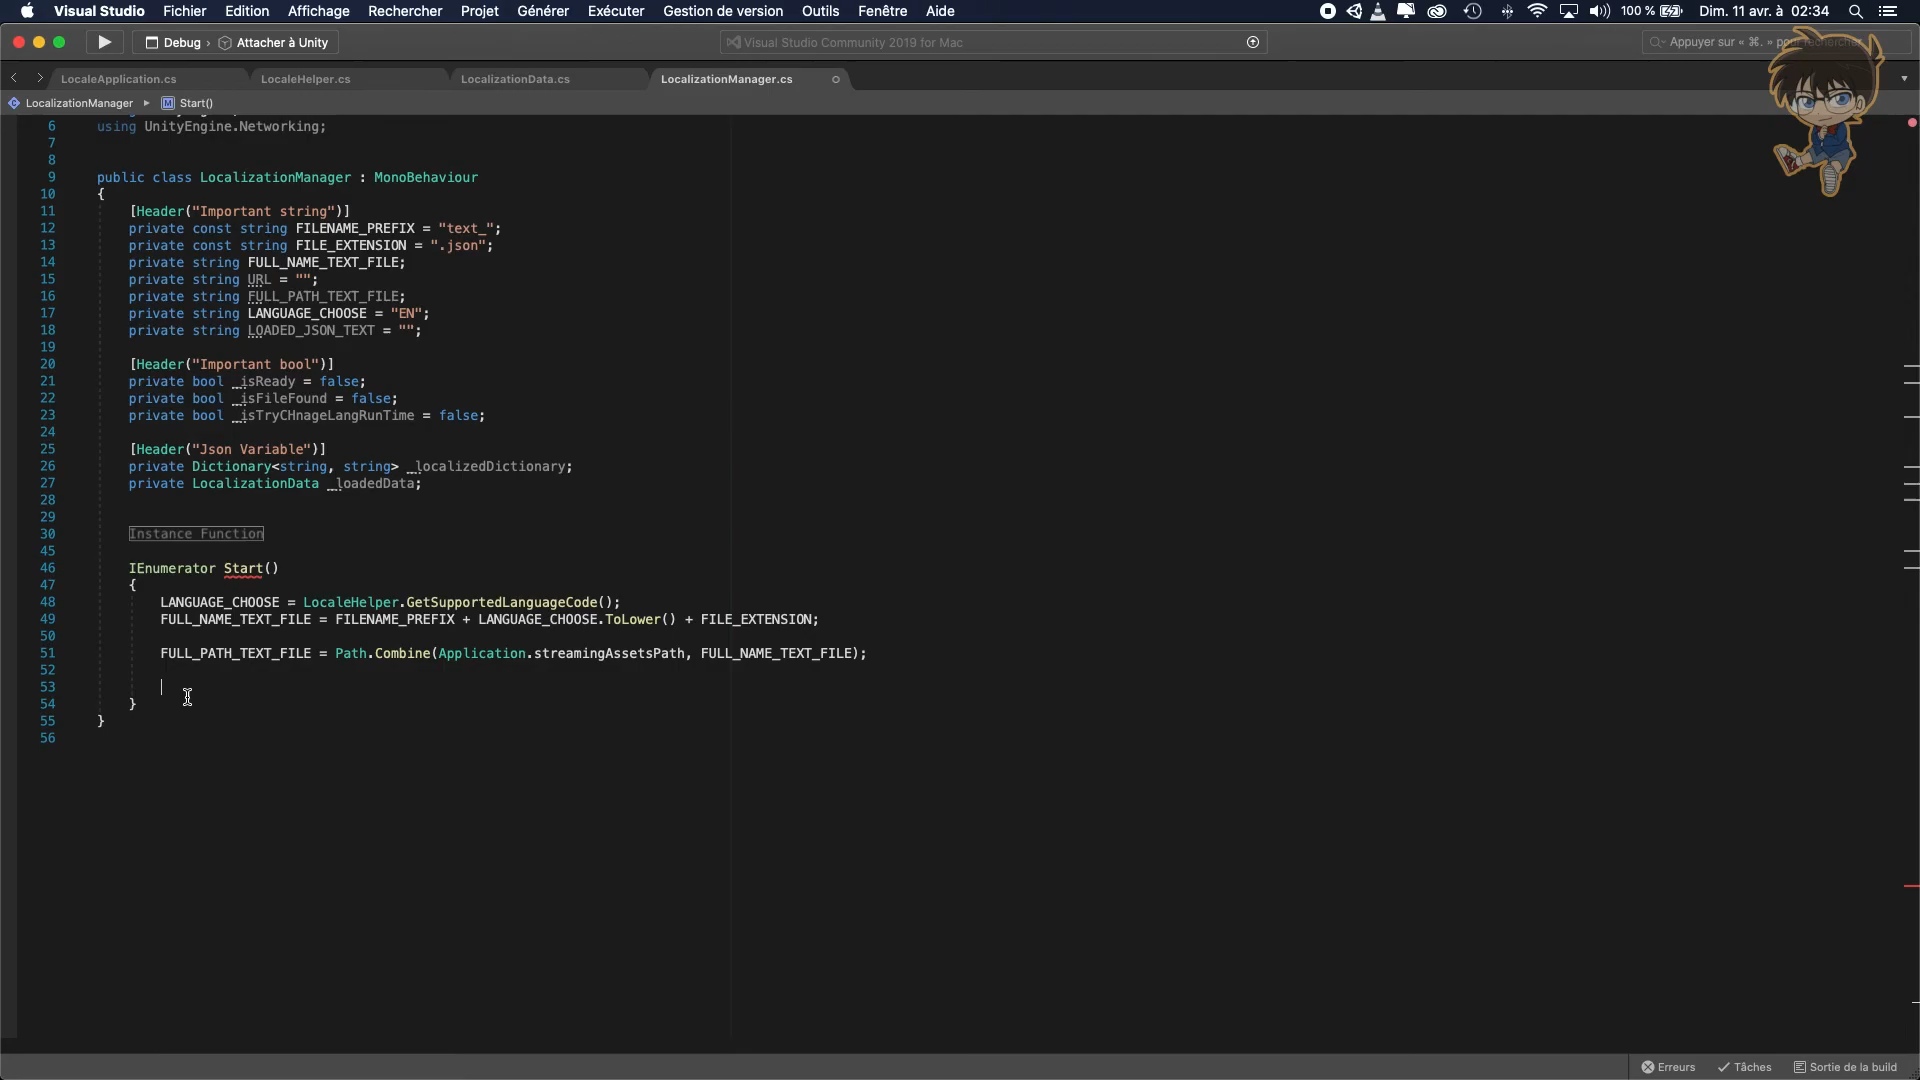 Visual Studio Fichier Edition Affichage Rechercher Projet Générer Exécuter Gestion de version Outils Fenêtre Aide 100 % Dim. 11 avr. à 02:34
Debug › Attacher à Unity Visual Studio Community 2019 for Mac Appuyer sur « ⌘. » pour rechercher
LocaleApplication.cs LocaleHelper.cs LocalizationData.cs LocalizationManager.cs
LocalizationManager ▸ M Start()
6 using UnityEngine.Networking;
7
8
9 public class LocalizationManager : MonoBehaviour
10 {
11 [Header("Important string")]
12 private const string FILENAME_PREFIX = "text_";
13 private const string FILE_EXTENSION = ".json";
14 private string FULL_NAME_TEXT_FILE;
15 private string URL = "";
16 private string FULL_PATH_TEXT_FILE;
17 private string LANGUAGE_CHOOSE = "EN";
18 private string LOADED_JSON_TEXT = "";
19
20 [Header("Important bool")]
21 private bool _isReady = false;
22 private bool _isFileFound = false;
23 private bool _isTryCHnageLangRunTime = false;
24
25 [Header("Json Variable")]
26 private Dictionary<string, string> _localizedDictionary;
27 private LocalizationData _loadedData;
28
29
30 Instance Function
45
46 IEnumerator Start()
47 {
48 LANGUAGE_CHOOSE = LocaleHelper.GetSupportedLanguageCode();
49 FULL_NAME_TEXT_FILE = FILENAME_PREFIX + LANGUAGE_CHOOSE.ToLower() + FILE_EXTENSION;
50
51 FULL_PATH_TEXT_FILE = Path.Combine(Application.streamingAssetsPath, FULL_NAME_TEXT_FILE);
52
53
54 }
55 }
56
Erreurs Tâches Sortie de la build